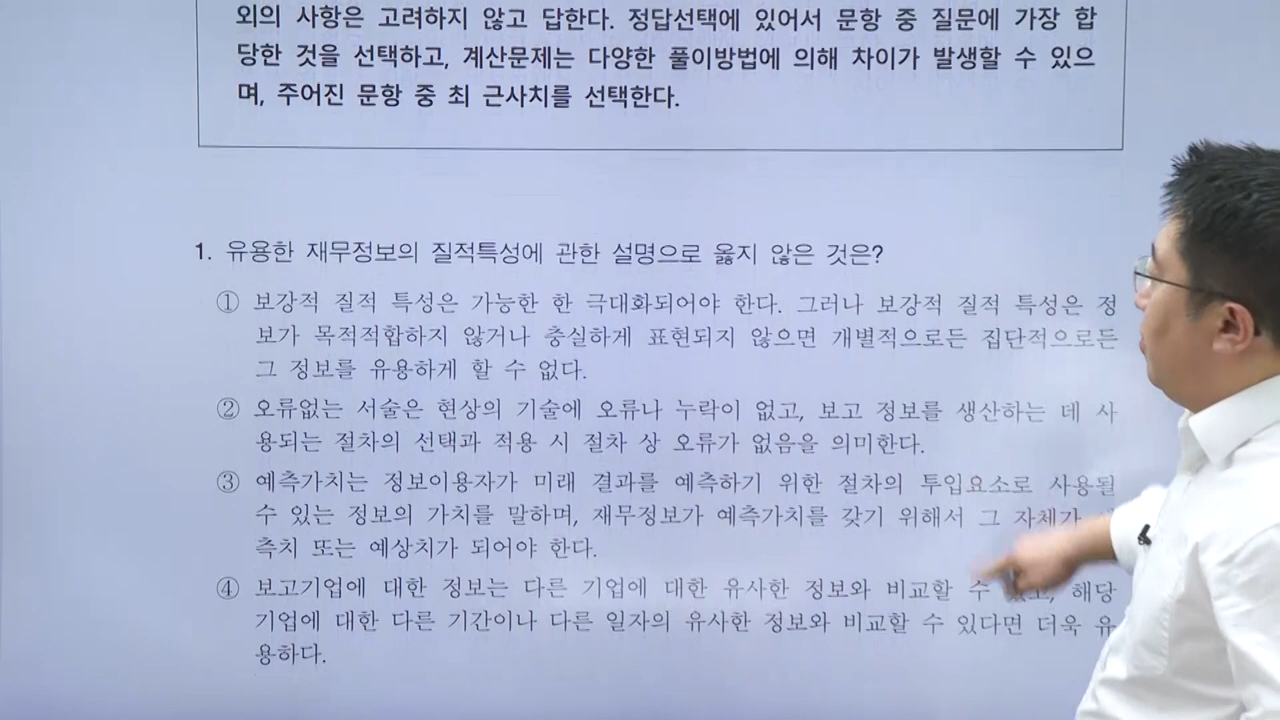 외의 사항은 고려하지 않고 답한다. 정답선택에 있어서 문항 중 질문에 가장 합
당한 것을 선택하고, 계산문제는 다양한 풀이방법에 의해 차이가 발생할 수 있으
며, 주어진 문항 중 최 근사치를 선택한다.
1. 유용한 재무정보의 질적특성에 관한 설명으로 옳지 않은 것은?
① 보강적 질적 특성은 가능한 한 극대화되어야 한다. 그러나 보강적 질적 특성은 정
보가 목적적합하지 않거나 충실하게 표현되지 않으면 개별적으로든 집단적으로든
그 정보를 유용하게 할 수 없다.
② 오류없는 서술은 현상의 기술에 오류나 누락이 없고, 보고 정보를 생산하는 데 사
용되는 절차의 선택과 적용 시 절차 상 오류가 없음을 의미한다.
③ 예측가치는 정보이용자가 미래 결과를 예측하기 위한 절차의 투입요소로 사용될
수 있는 정보의 가치를 말하며, 재무정보가 예측가치를 갖기 위해서 그 자체가
측치 또는 예상치가 되어야 한다.
④ 보고기업에 대한 정보는 다른 기업에 대한 유사한 정보와 비교할 수 해당
기업에 대한 다른 기간이나 다른 일자의 유사한 정보와 비교할 수 있다면 더욱 유
용하다.